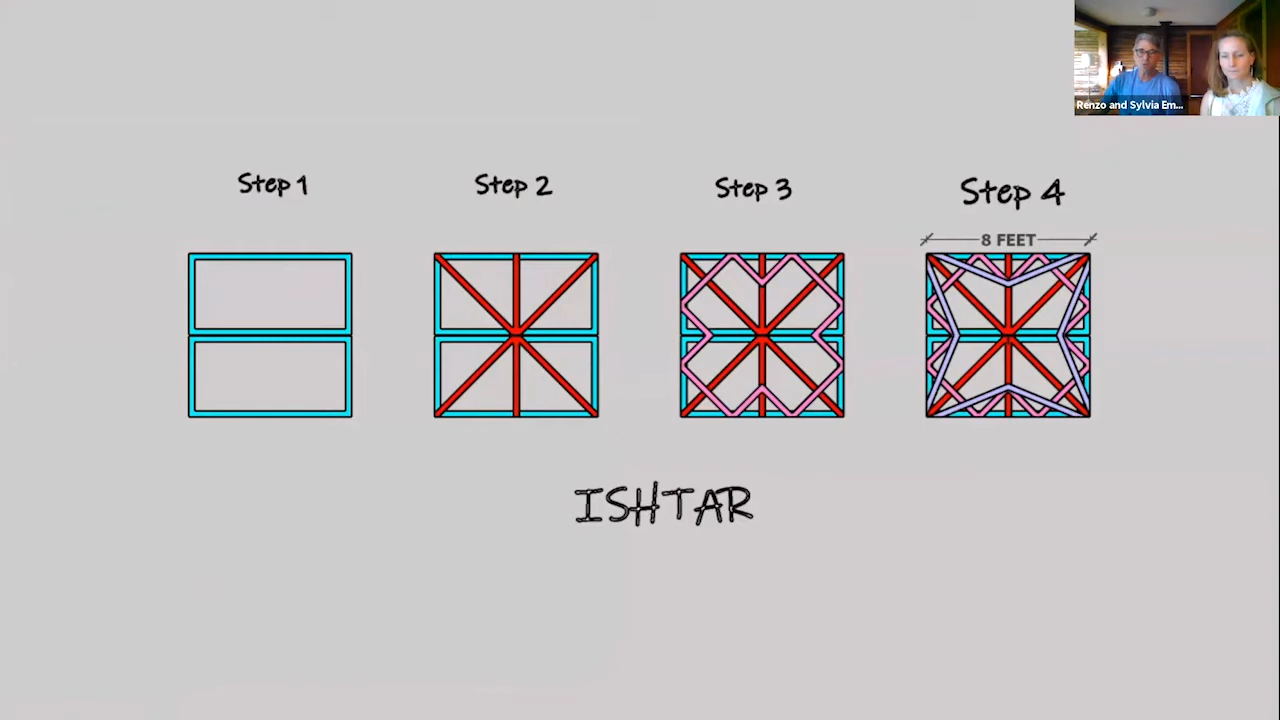 Renzo and Sylvia Em...
Step 1
Step 2
Step 3
Step 4
8 FEET
ISHTAR